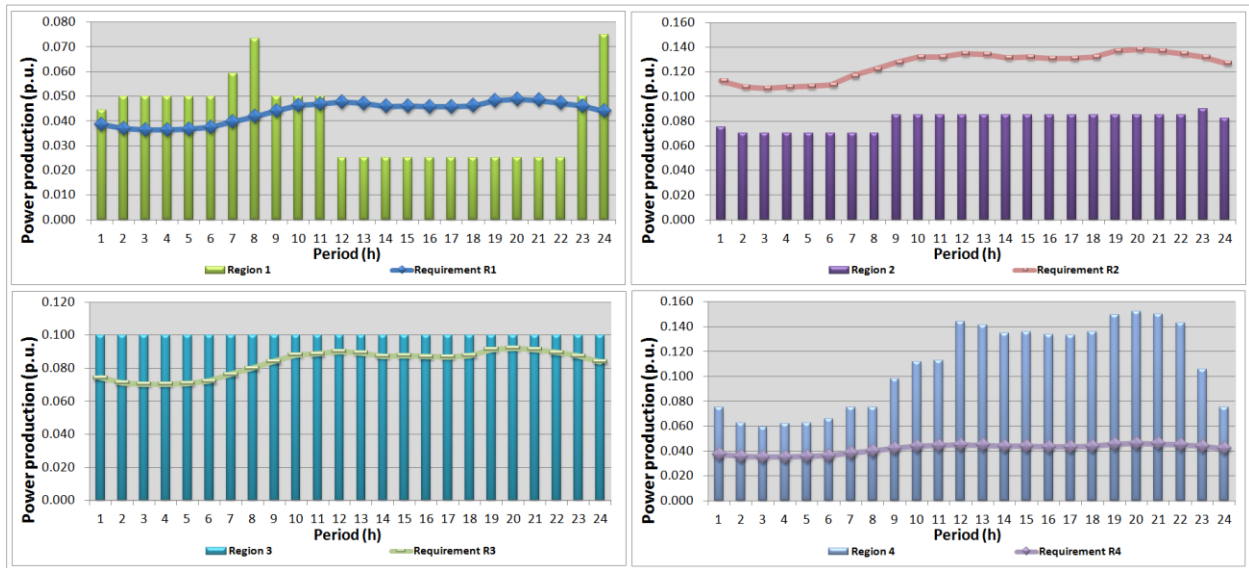 Power production (p.u.)
0.080
0.070
0.060
0.050
0.040
0.030
0.020
0.010
0.000
1 2 3 4 5 6 7 8 9 10 11 12 13 14 15 16 17 18 19 20 21 22 23 24
Period (h)
Region 1 Requirement R1
Power production (p.u.)
0.160
0.140
0.120
0.100
0.080
0.060
0.040
0.020
0.000
1 2 3 4 5 6 7 8 9 10 11 12 13 14 15 16 17 18 19 20 21 22 23 24
Period (h)
Region 2 Requirement R2
Power production (p.u.)
0.120
0.100
0.080
0.060
0.040
0.020
0.000
1 2 3 4 5 6 7 8 9 10 11 12 13 14 15 16 17 18 19 20 21 22 23 24
Period (h)
Region 3 Requirement R3
Power production (p.u.)
0.160
0.140
0.120
0.100
0.080
0.060
0.040
0.020
0.000
1 2 3 4 5 6 7 8 9 10 11 12 13 14 15 16 17 18 19 20 21 22 23 24
Period (h)
Region 4 Requirement R4